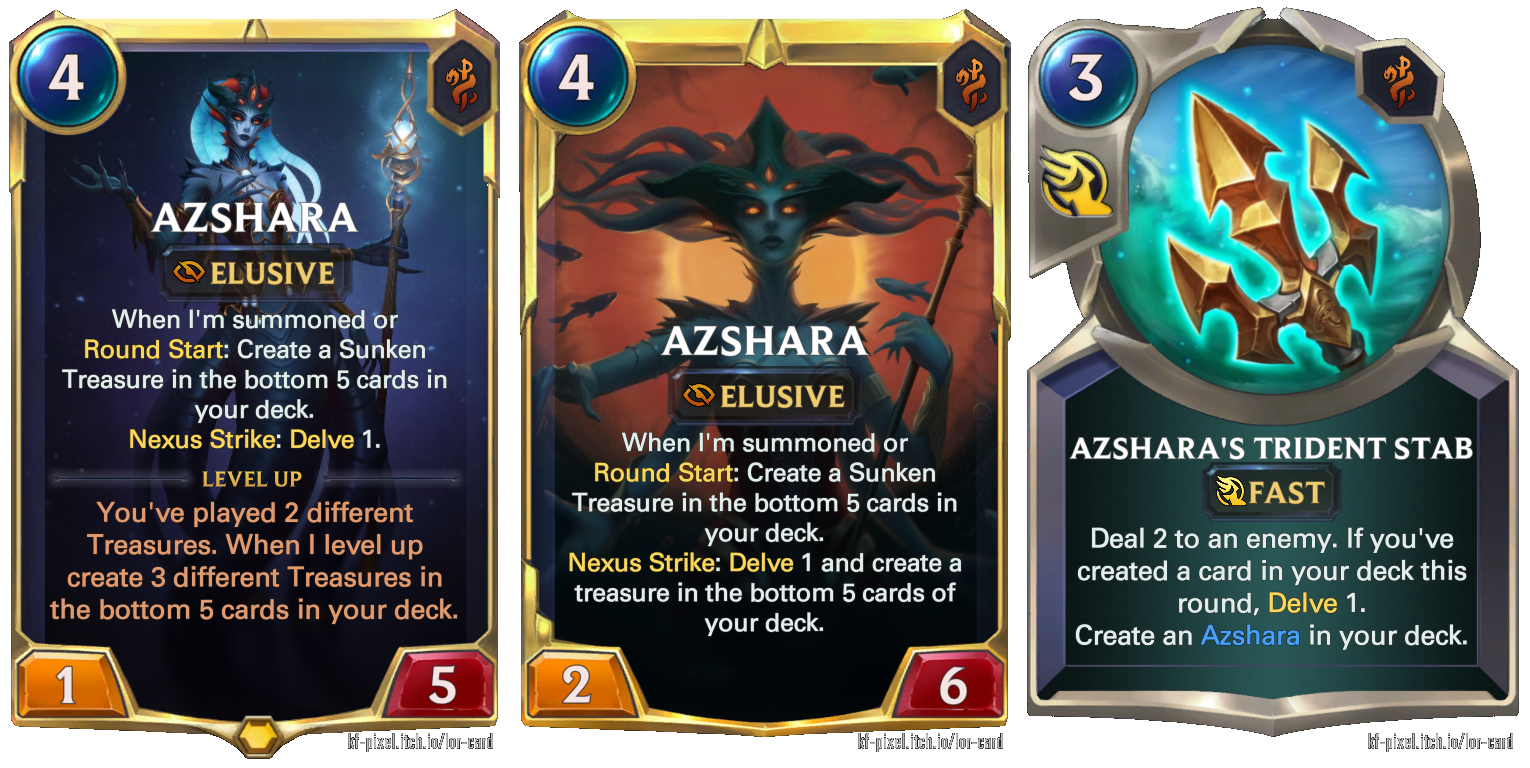 4
AZSHARA
ELUSIVE
When I'm summoned or
Round Start: Create a Sunken
Treasure in the bottom 5 cards in
your deck.
Nexus Strike: Delve 1.
LEVEL UP
You've played 2 different
Treasures. When I level up
create 3 different Treasures in
the bottom 5 cards in your deck.
1
5
kf-pixel.itch.io/lor-card
4
AZSHARA
ELUSIVE
When I'm summoned or
Round Start: Create a Sunken
Treasure in the bottom 5 cards in
your deck.
Nexus Strike: Delve 1 and create a
treasure in the bottom 5 cards of
your deck.
2
6
kf-pixel.itch.io/lor-card
3
AZSHARA'S TRIDENT STAB
FAST
Deal 2 to an enemy. If you've
created a card in your deck this
round, Delve 1.
Create an Azshara in your deck.
kf-pixel.itch.io/lor-card